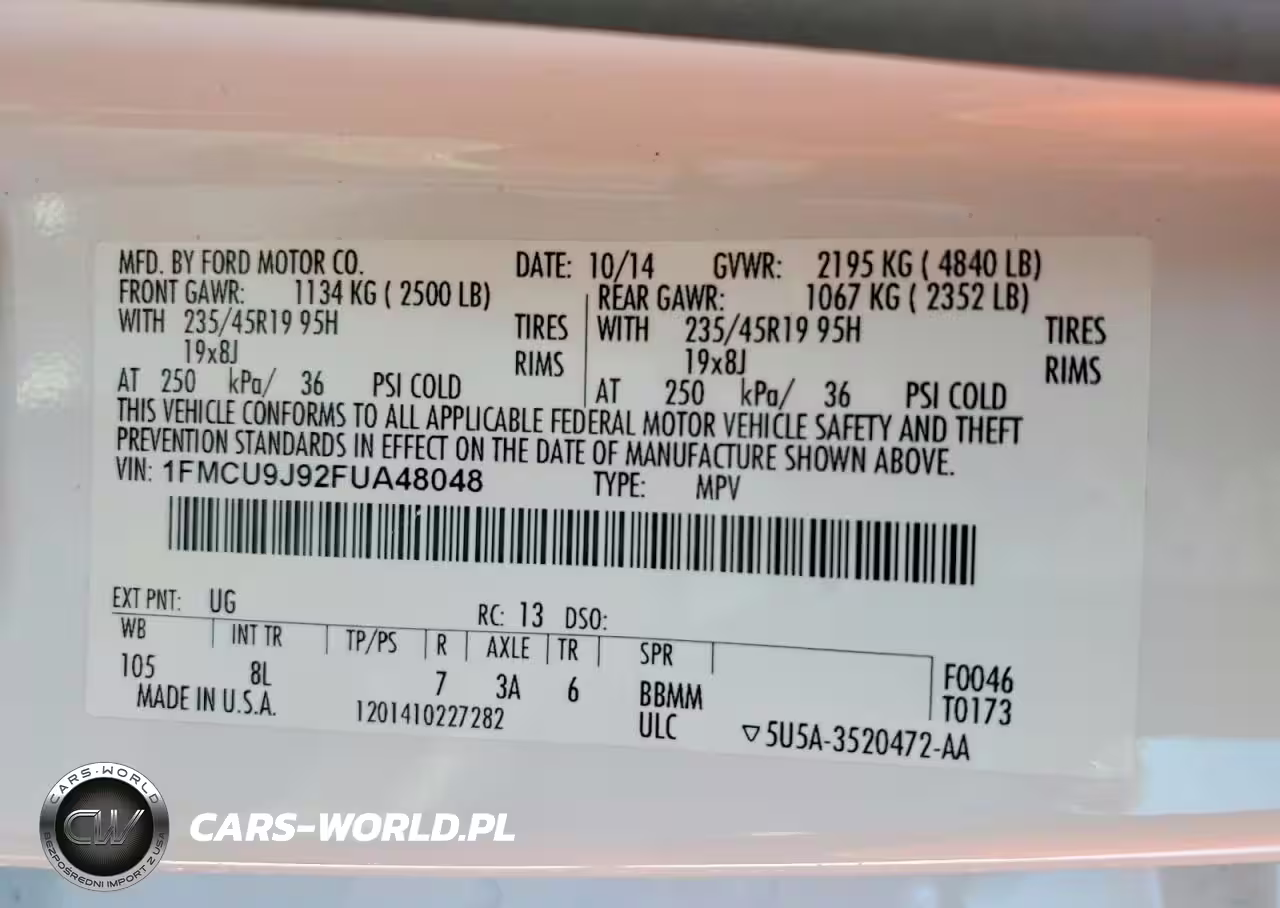 MFD. BY FORD MOTOR CO. DATE: 10/14 GVWR: 2195 KG ( 4840 LB)
FRONT GAWR: 1134 KG ( 2500 LB) REAR GAWR: 1067 KG ( 2352 LB)
WITH 235/45R19 95H TIRES WITH 235/45R19 95H TIRES
19x8J RIMS 19x8J RIMS
AT 250 kPa/ 36 PSI COLD AT 250 kPa/ 36 PSI COLD
THIS VEHICLE CONFORMS TO ALL APPLICABLE FEDERAL MOTOR VEHICLE SAFETY AND THEFT
PREVENTION STANDARDS IN EFFECT ON THE DATE OF MANUFACTURE SHOWN ABOVE.
VIN: 1FMCU9J92FUA48048 TYPE: MPV
EXT PNT: UG RC: 13 DSO:
WB INT TR TP/PS R AXLE TR SPR
105 8L 7 3A 6 BBMM F0046
MADE IN U.S.A. 1201410227282 ULC T0173
▽5U5A-3520472-AA
CARS-WORLD
CW
BEZPOŚREDNI IMPORT Z USA
CARS-WORLD.PL